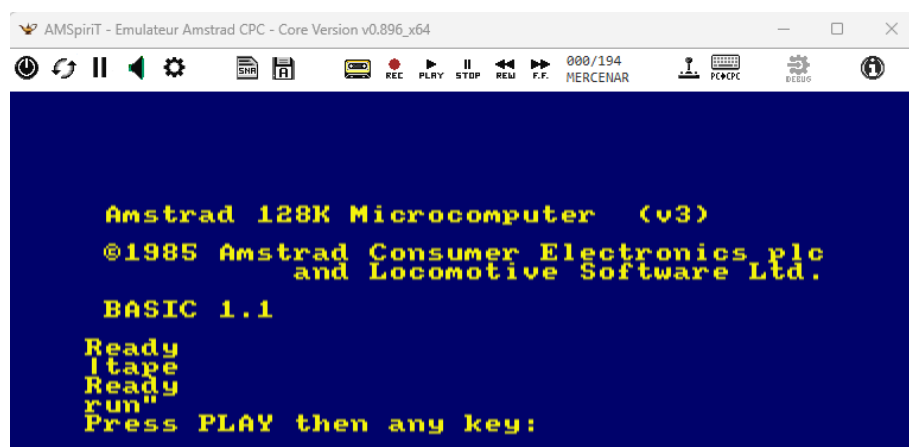 AMSpiriT - Emulateur Amstrad CPC - Core Version v0.896_x64
SNA
REC PLAY STOP REW F.F.
000/194
MERCENAR
PC♦CPC
DEBUG
Amstrad 128K Microcomputer (v3)
©1985 Amstrad Consumer Electronics plc
and Locomotive Software Ltd.
BASIC 1.1
Ready
|tape
Ready
run"
Press PLAY then any key: